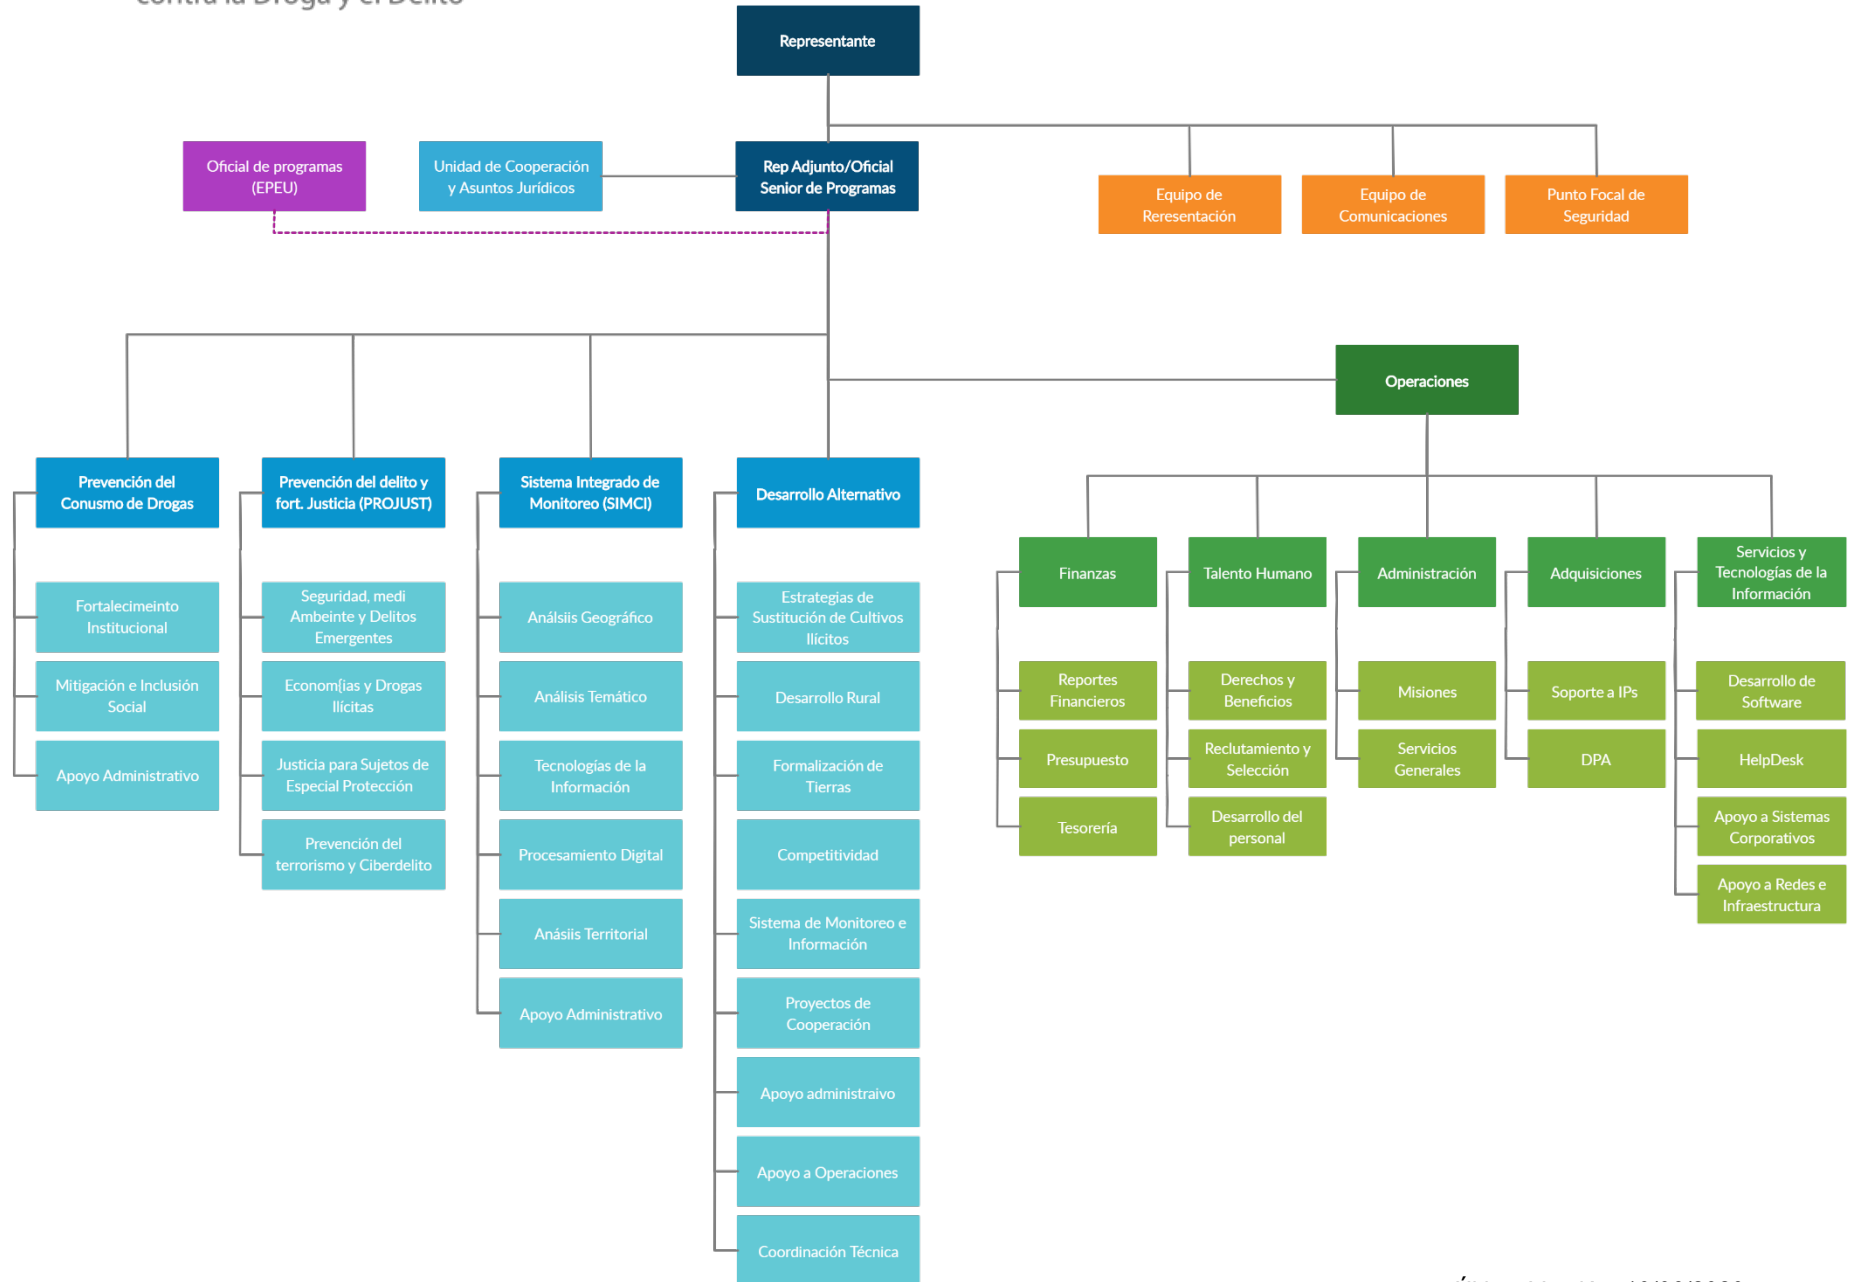 contra la Droga y el Delito
Representante
Oficial de programas
(EPEU)
Unidad de Cooperación
y Asuntos Jurídicos
Rep Adjunto/Oficial
Senior de Programas
Equipo de
Reresentación
Equipo de
Comunicaciones
Punto Focal de
Seguridad
Operaciones
Prevención del
Conusmo de Drogas
Fortalecimeinto
Institucional
Mitigación e Inclusión
Social
Apoyo Administrativo
Prevención del delito y
fort. Justicia (PROJUST)
Seguridad, medi
Ambeinte y Delitos
Emergentes
Econom{ias y Drogas
Ilícitas
Justicia para Sujetos de
Especial Protección
Prevención del
terrorismo y Ciberdelito
Sistema Integrado de
Monitoreo (SIMCI)
Análsiis Geográfico
Análisis Temático
Tecnologías de la
Información
Procesamiento Digital
Anásiis Territorial
Apoyo Administrativo
Desarrollo Alternativo
Estrategias de
Sustitución de Cultivos
Ilícitos
Desarrollo Rural
Formalización de
Tierras
Competitividad
Sistema de Monitoreo e
Información
Proyectos de
Cooperación
Apoyo administraivo
Apoyo a Operaciones
Coordinación Técnica
Finanzas
Reportes
Financieros
Presupuesto
Tesorería
Talento Humano
Derechos y
Beneficios
Reclutamiento y
Selección
Desarrollo del
personal
Administración
Misiones
Servicios
Generales
Adquisiciones
Soporte a IPs
DPA
Servicios y
Tecnologías de la
Información
Desarrollo de
Software
HelpDesk
Apoyo a Sistemas
Corporativos
Apoyo a Redes e
Infraestructura